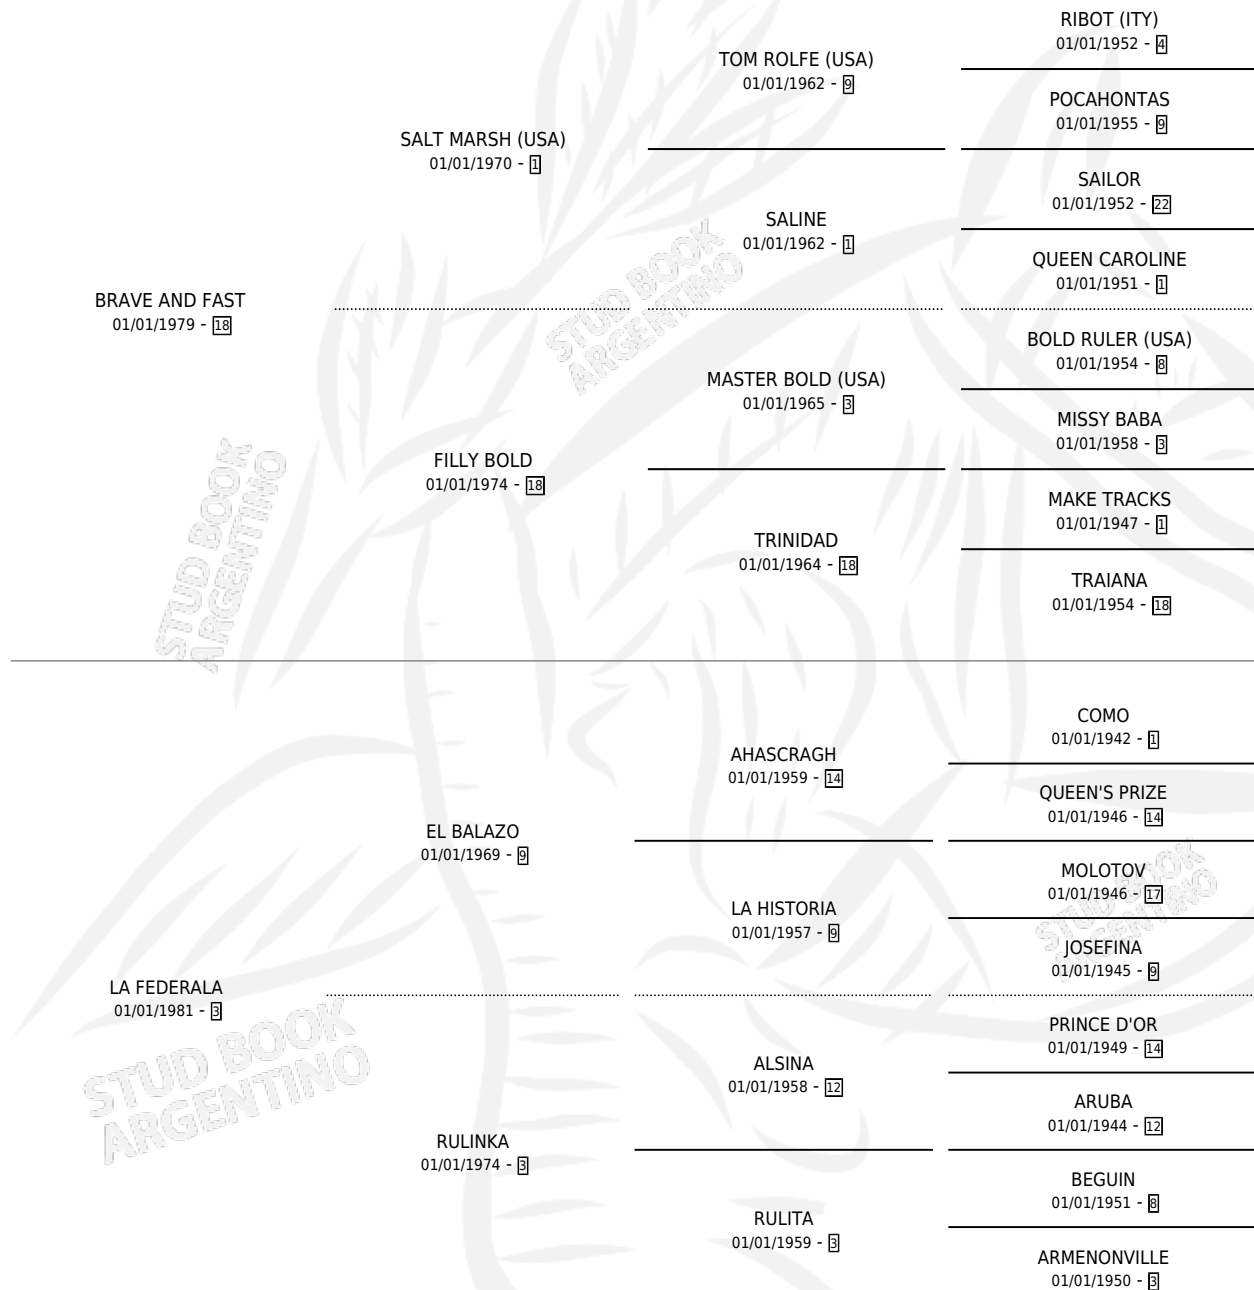 RIBOT (ITY)
01/01/1952 - 4
TOM ROLFE (USA)
01/01/1962 - 9
POCAHONTAS
01/01/1955 - 9
SALT MARSH (USA)
01/01/1970 - 1
SAILOR
01/01/1952 - 22
SALINE
01/01/1962 - 1
QUEEN CAROLINE
01/01/1951 - 1
BRAVE AND FAST
01/01/1979 - 18
BOLD RULER (USA)
01/01/1954 - 8
MASTER BOLD (USA)
01/01/1965 - 3
MISSY BABA
01/01/1958 - 3
FILLY BOLD
01/01/1974 - 18
MAKE TRACKS
01/01/1947 - 1
TRINIDAD
01/01/1964 - 18
TRAIANA
01/01/1954 - 18
COMO
01/01/1942 - 1
AHASCRAGH
01/01/1959 - 14
QUEEN'S PRIZE
01/01/1946 - 14
EL BALAZO
01/01/1969 - 9
MOLOTOV
01/01/1946 - 17
LA HISTORIA
01/01/1957 - 9
JOSEFINA
01/01/1945 - 9
LA FEDERALA
01/01/1981 - 3
PRINCE D'OR
01/01/1949 - 14
ALSINA
01/01/1958 - 12
ARUBA
01/01/1944 - 12
RULINKA
01/01/1974 - 3
BEGUIN
01/01/1951 - 8
RULITA
01/01/1959 - 3
ARMENONVILLE
01/01/1950 - 3
STUD BOOK
ARGENTINO
STUD BOOK
ARGENTINO
STUD BOOK
ARGENTINO
STUD BOOK
ARGENTINO